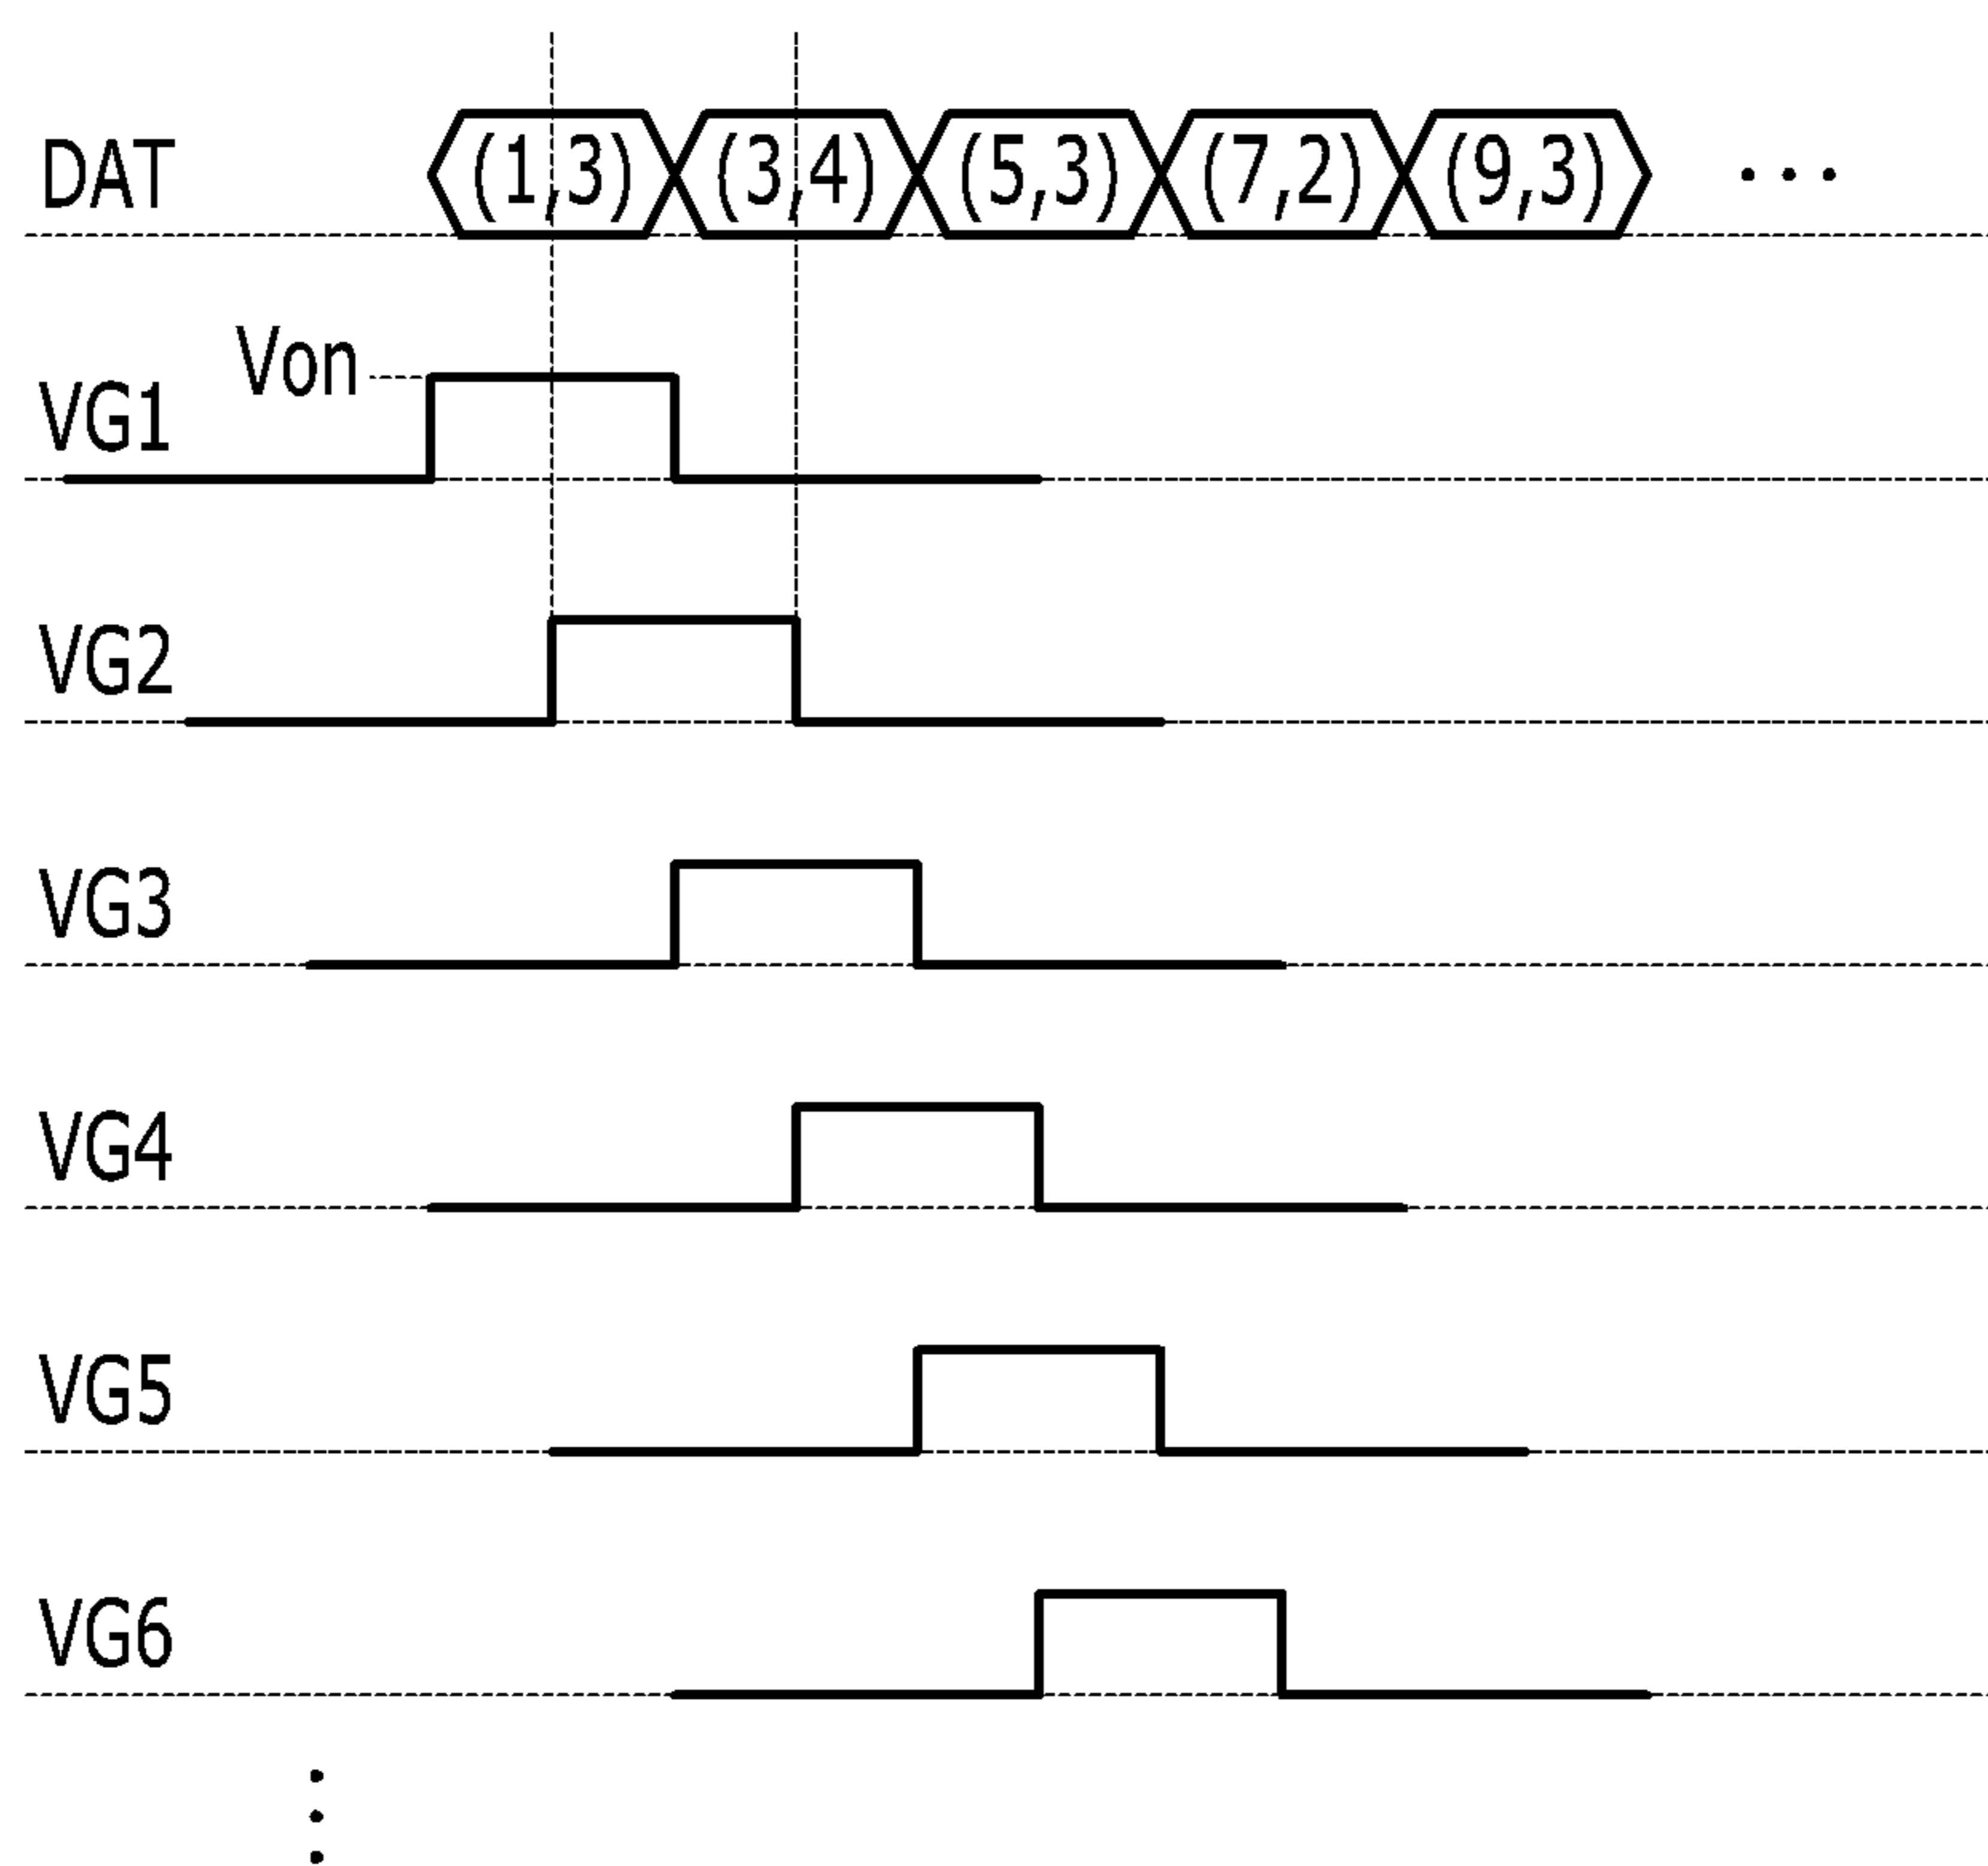 DAT (1,3) (3,4) (5,3) (7,2) (9,3) ...
Von
VG1
VG2
VG3
VG4
VG5
VG6